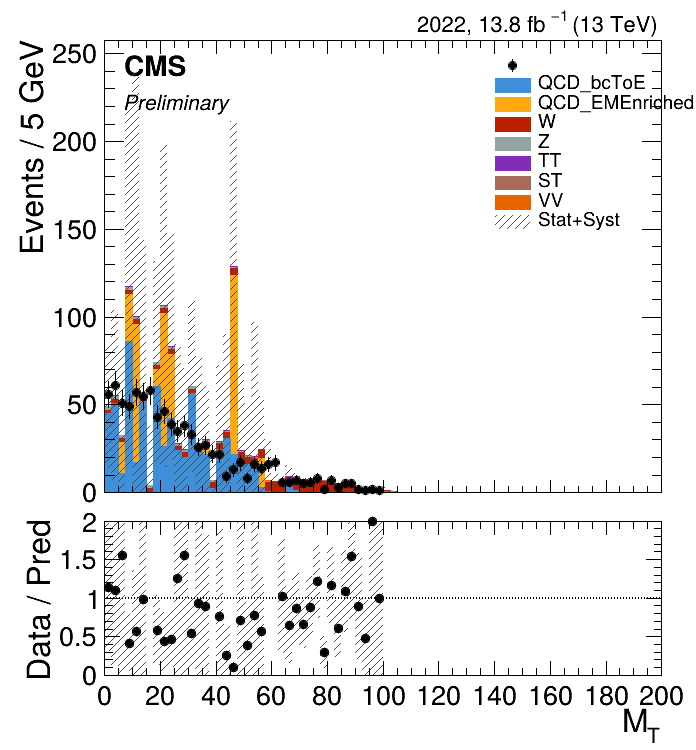 2022, 13.8 fb⁻¹ (13 TeV)
CMS
Preliminary
QCD_bcToE
QCD_EMEnriched
W
Z
TT
ST
VV
Stat+Syst
Events / 5 GeV
250
200
150
100
50
0
Data / Pred
2
1.5
1
0.5
0
0 20 40 60 80 100 120 140 160 180 200
M_T